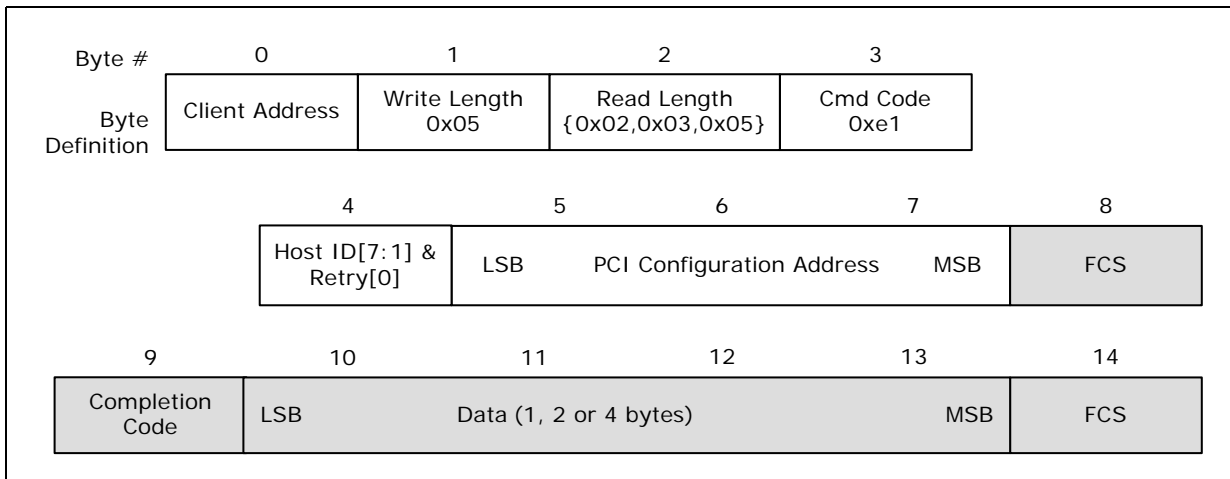 Byte # 0 1 2 3
Byte Definition
Client Address
Write Length
0x05
Read Length
{0x02,0x03,0x05}
Cmd Code
0xe1
4 5 6 7 8
Host ID[7:1] &
Retry[0]
LSB PCI Configuration Address MSB
FCS
9 10 11 12 13 14
Completion
Code
LSB Data (1, 2 or 4 bytes) MSB
FCS